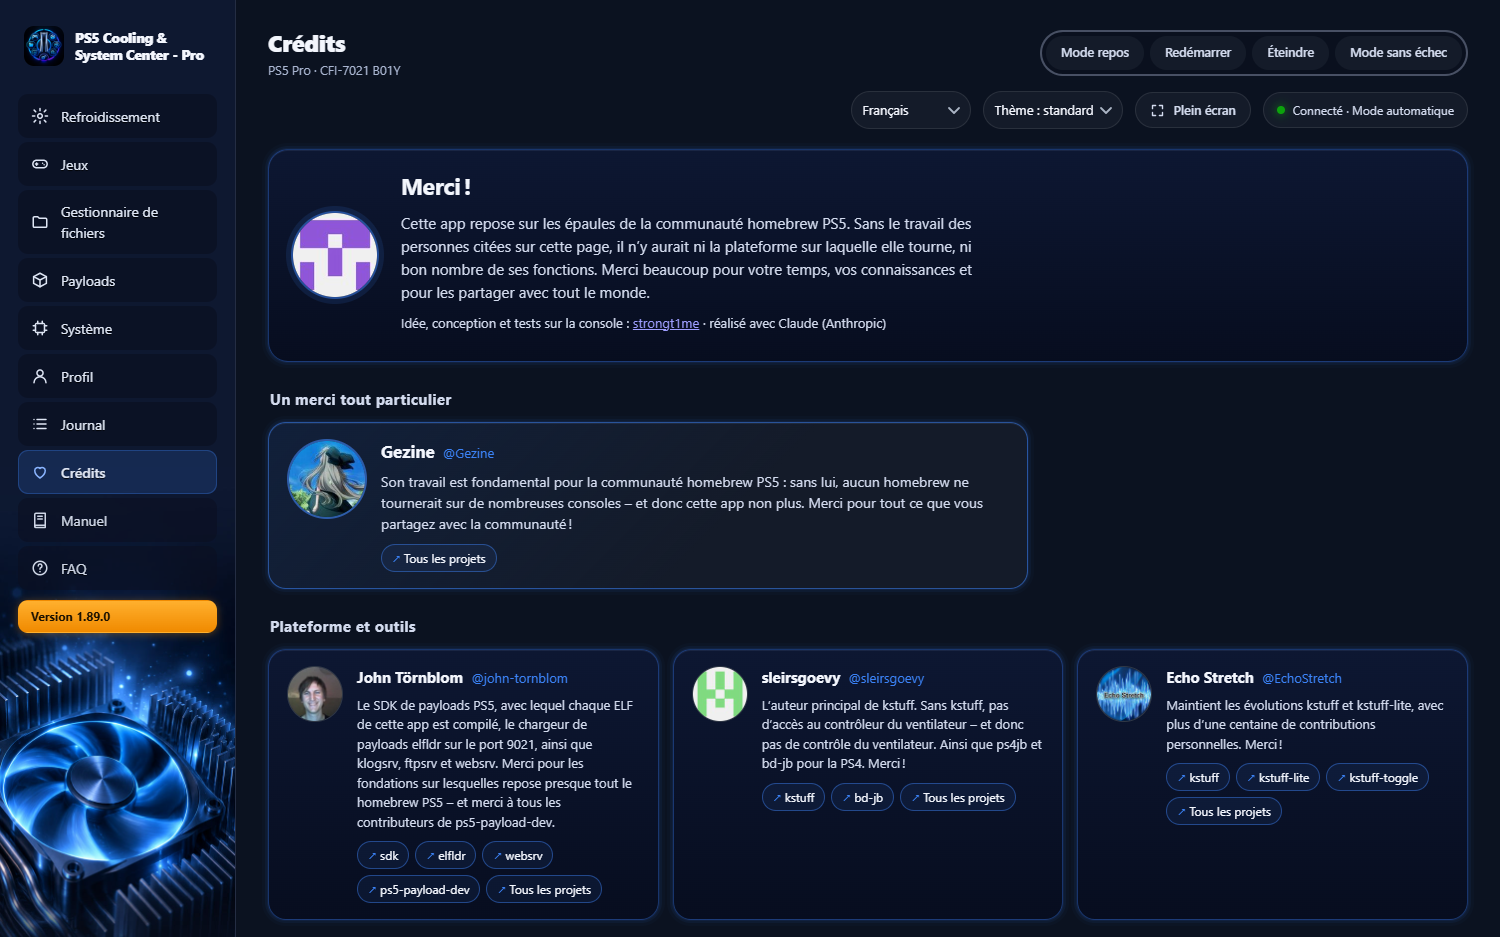 PS5 Cooling &
System Center - Pro
Refroidissement
Jeux
Gestionnaire de
fichiers
Payloads
Système
Profil
Journal
Crédits
Manuel
FAQ
Version 1.89.0
Crédits
PS5 Pro · CFI-7021 B01Y
Mode repos
Redémarrer
Éteindre
Mode sans échec
Français
Thème : standard
Plein écran
Connecté · Mode automatique
Merci !
Cette app repose sur les épaules de la communauté homebrew PS5. Sans le travail des
personnes citées sur cette page, il n’y aurait ni la plateforme sur laquelle elle tourne, ni
bon nombre de ses fonctions. Merci beaucoup pour votre temps, vos connaissances et
pour les partager avec tout le monde.
Idée, conception et tests sur la console : strongt1me · réalisé avec Claude (Anthropic)
Un merci tout particulier
Gezine @Gezine
Son travail est fondamental pour la communauté homebrew PS5 : sans lui, aucun homebrew ne
tournerait sur de nombreuses consoles – et donc cette app non plus. Merci pour tout ce que vous
partagez avec la communauté !
↗ Tous les projets
Plateforme et outils
John Törnblom @john-tornblom
Le SDK de payloads PS5, avec lequel chaque ELF
de cette app est compilé, le chargeur de
payloads elfldr sur le port 9021, ainsi que
klogsrv, ftpsrv et websrv. Merci pour les
fondations sur lesquelles repose presque tout le
homebrew PS5 – et merci à tous les
contributeurs de ps5-payload-dev.
↗ sdk ↗ elfldr ↗ websrv
↗ ps5-payload-dev ↗ Tous les projets
sleirsgoevy @sleirsgoevy
L’auteur principal de kstuff. Sans kstuff, pas
d’accès au contrôleur du ventilateur – et donc
pas de contrôle du ventilateur. Ainsi que ps4jb et
bd-jb pour la PS4. Merci !
↗ kstuff ↗ bd-jb ↗ Tous les projets
Echo Stretch
Echo Stretch @EchoStretch
Maintient les évolutions kstuff et kstuff-lite, avec
plus d’une centaine de contributions
personnelles. Merci !
↗ kstuff ↗ kstuff-lite ↗ kstuff-toggle
↗ Tous les projets